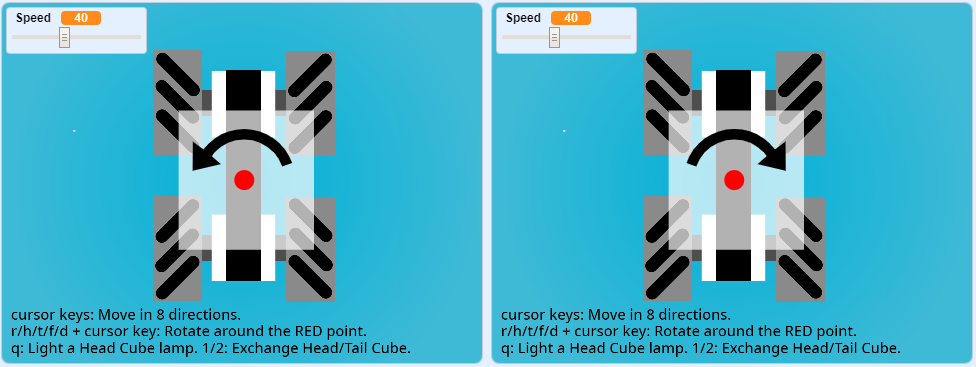 Speed 40
cursor keys: Move in 8 directions.
r/h/t/f/d + cursor key: Rotate around the RED point.
q: Light a Head Cube lamp. 1/2: Exchange Head/Tail Cube.
Speed 40
cursor keys: Move in 8 directions.
r/h/t/f/d + cursor key: Rotate around the RED point.
q: Light a Head Cube lamp. 1/2: Exchange Head/Tail Cube.